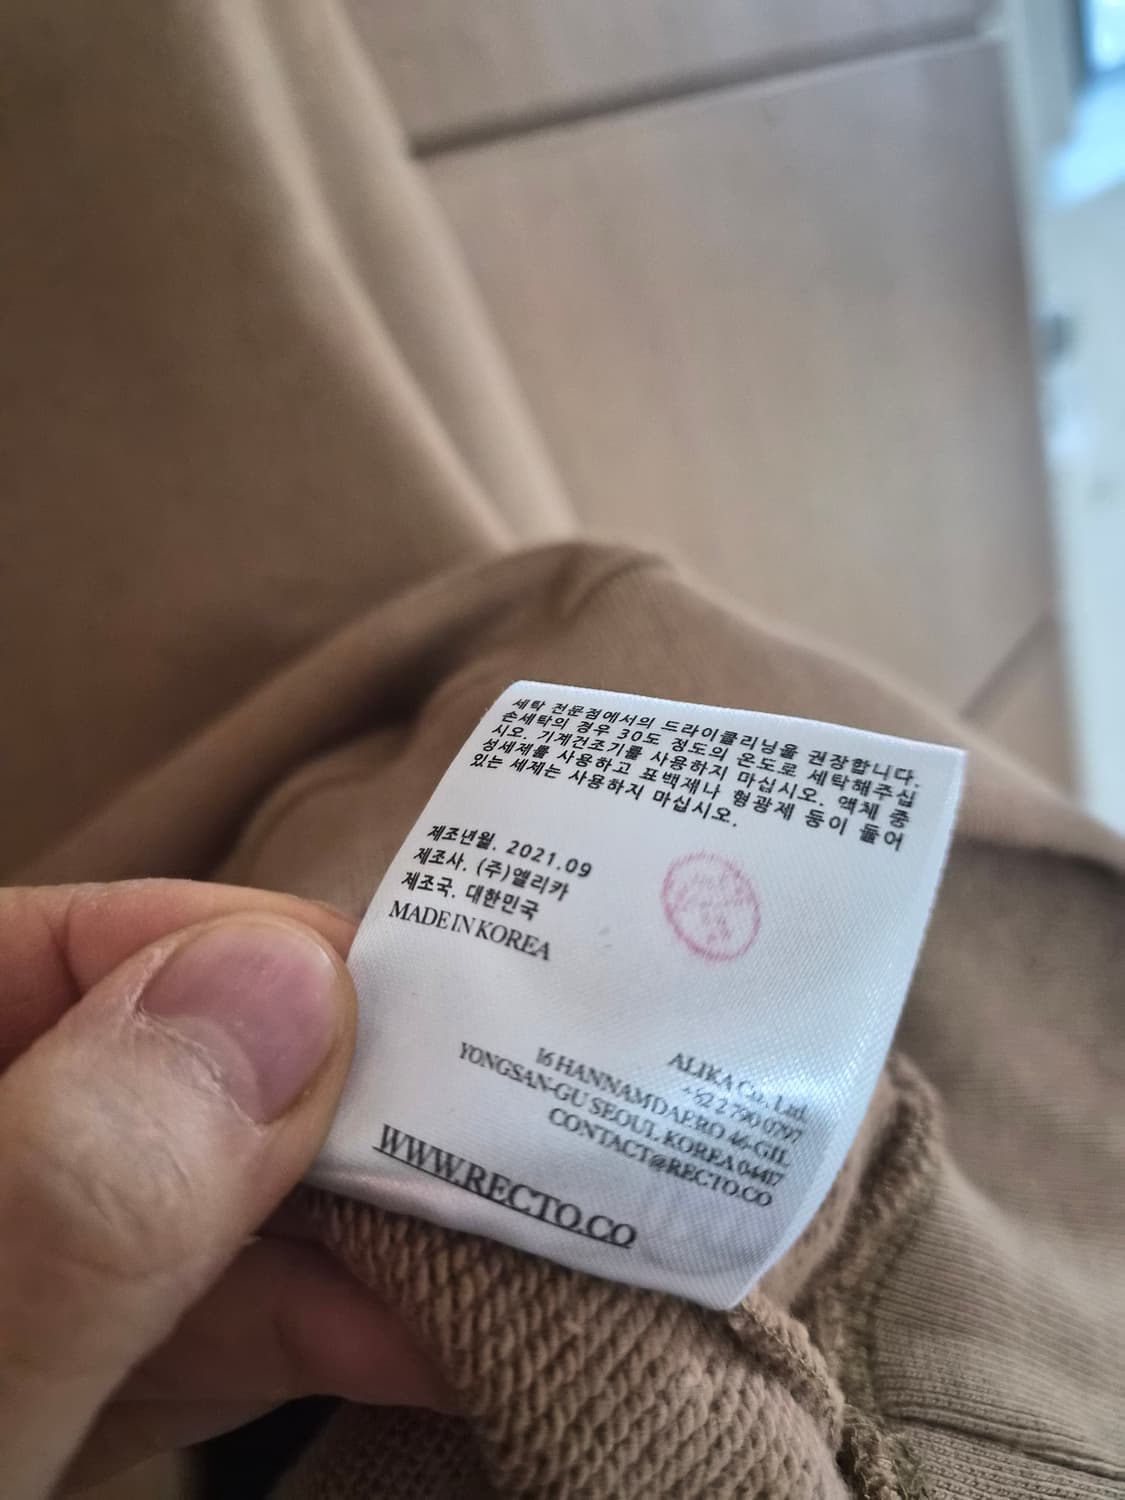 세탁 전문점에서의 드라이클리닝을 권장합니다.
손세탁의 경우 30도 정도의 온도로 세탁해주십
시오. 기계건조기를 사용하지 마십시오. 액체 중
성세제를 사용하고 표백제나 형광제 등이 들어
있는 세제는 사용하지 마십시오.
제조년월. 2021.09
제조사. (주)앨리카
제조국. 대한민국
MADE IN KOREA
ALIKA Co., Ltd.
+82 2 790 0797
16 HANNAMDAERO 46-GIL
YONGSAN-GU SEOUL KOREA 04417
CONTACT@RECTO.CO
WWW.RECTO.CO